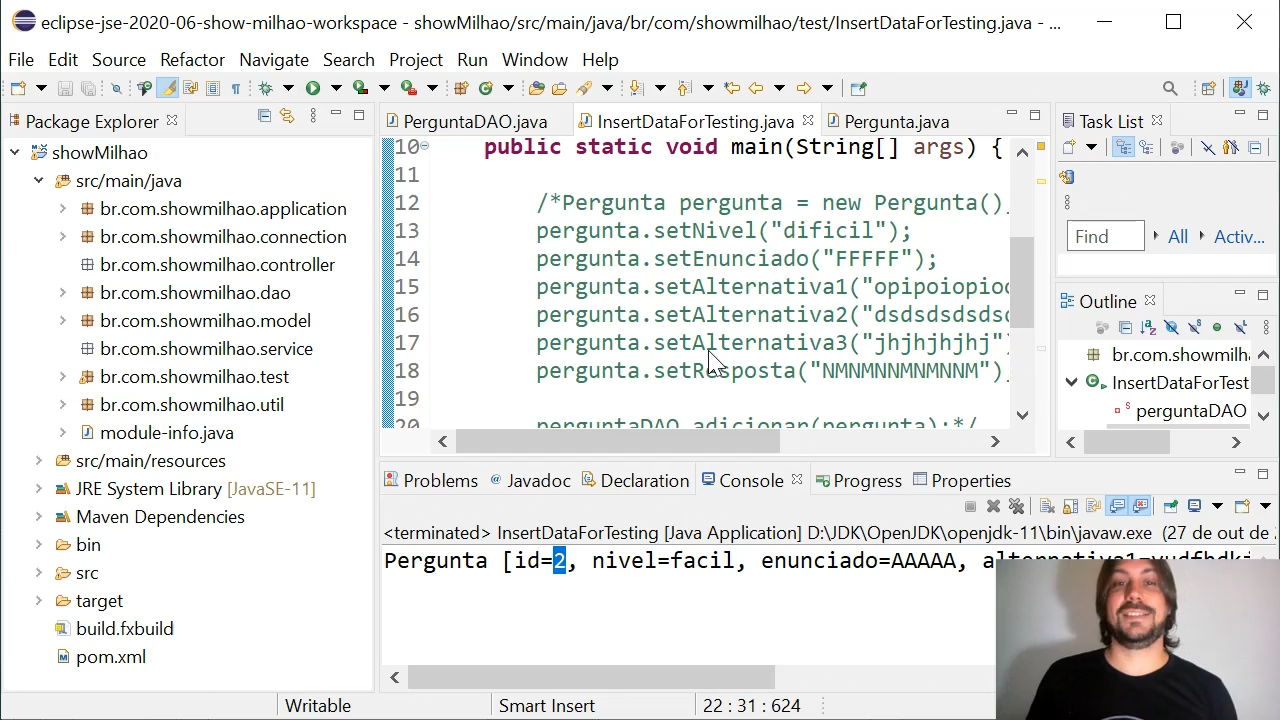 eclipse-jse-2020-06-show-milhao-workspace - showMilhao/src/main/java/br/com/showmilhao/test/InsertDataForTesting.java - ...
File Edit Source Refactor Navigate Search Project Run Window Help
Package Explorer
showMilhao
src/main/java
br.com.showmilhao.application
br.com.showmilhao.connection
br.com.showmilhao.controller
br.com.showmilhao.dao
br.com.showmilhao.model
br.com.showmilhao.service
br.com.showmilhao.test
br.com.showmilhao.util
module-info.java
src/main/resources
JRE System Library [JavaSE-11]
Maven Dependencies
bin
src
target
build.fxbuild
pom.xml
PerguntaDAO.java InsertDataForTesting.java Pergunta.java
10 public static void main(String[] args) {
11
12 /*Pergunta pergunta = new Pergunta()
13 pergunta.setNivel("dificil");
14 pergunta.setEnunciado("FFFFF");
15 pergunta.setAlternativa1("opipoiopioo
16 pergunta.setAlternativa2("dsdsdsdsdso
17 pergunta.setAlternativa3("jhjhjhjhj")
18 pergunta.setResposta("NMNMNNMNMNNM")
19
20 perguntaDAO.adicionar(pergunta);*/
Task List
Find All Activ...
Outline
br.com.showmilha
InsertDataForTest
perguntaDAO
Problems Javadoc Declaration Console Progress Properties
<terminated> InsertDataForTesting [Java Application] D:\JDK\OpenJDK\openjdk-11\bin\javaw.exe (27 de out de
Pergunta [id=2, nivel=facil, enunciado=AAAAA,
Writable Smart Insert 22 : 31 : 624